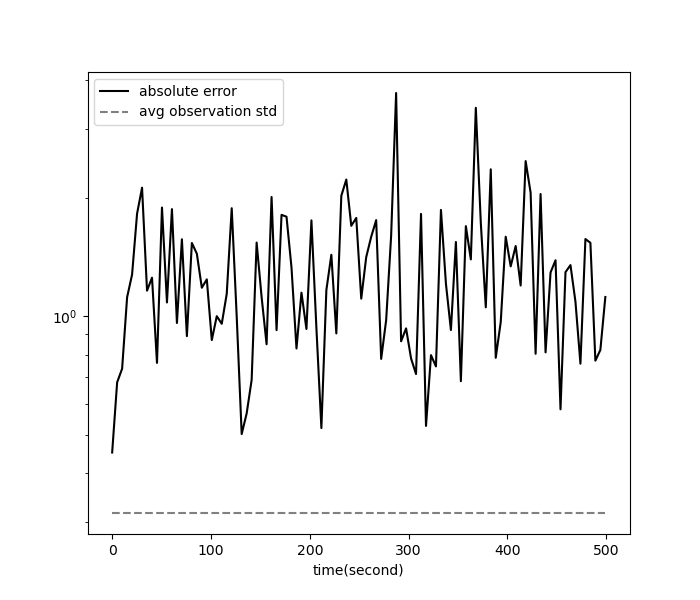 absolute error
avg observation std
10⁰
0 100 200 300 400 500
time(second)